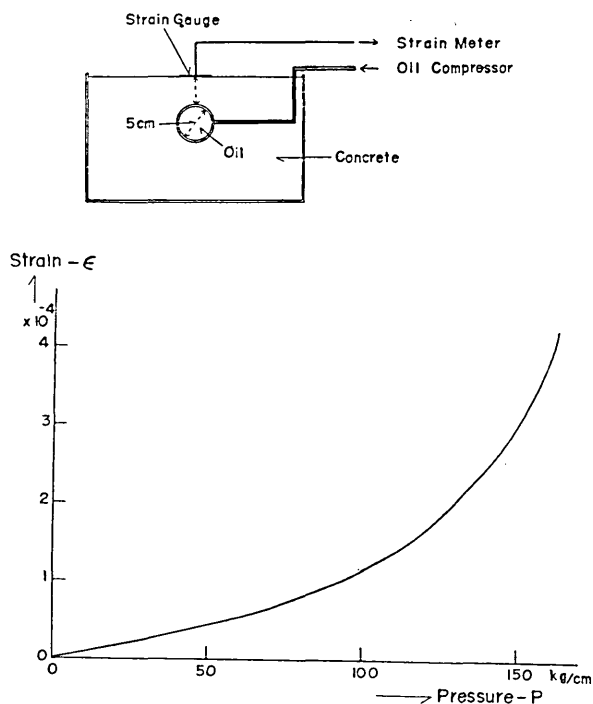 Strain Gauge
Strain Meter
Oil Compressor
5cm
Oil
Concrete
Strain - ϵ
× 10⁻⁴
4
3
2
1
0
0 50 100 150 kg/cm
Pressure - P